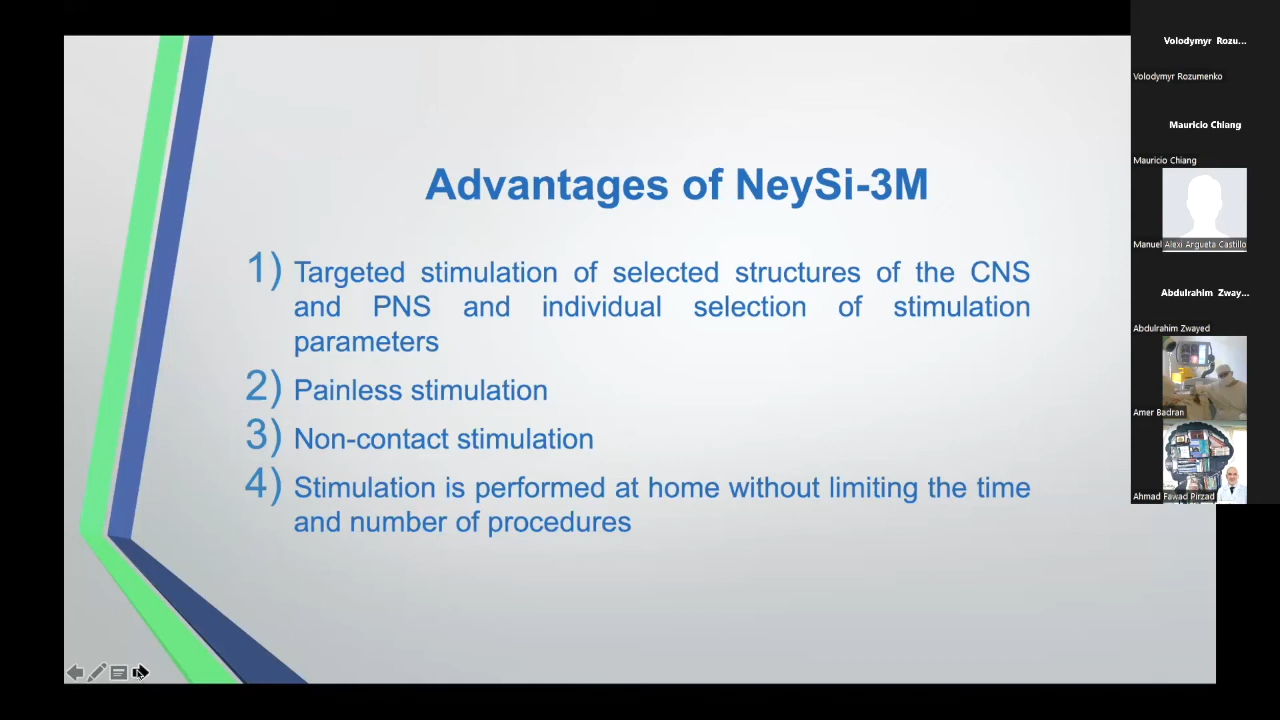 Advantages of NeySi-3M
1) Targeted stimulation of selected structures of the CNS
and PNS and individual selection of stimulation
parameters
2) Painless stimulation
3) Non-contact stimulation
4) Stimulation is performed at home without limiting the time
and number of procedures
Volodymyr Rozu...
Volodymyr Rozumenko
Mauricio Chiang
Mauricio Chiang
Manuel Alexi Argueta Castillo
Abdulrahim Zway...
Abdulrahim Zwayed
Amer Badran
Ahmad Fawad Pirzad